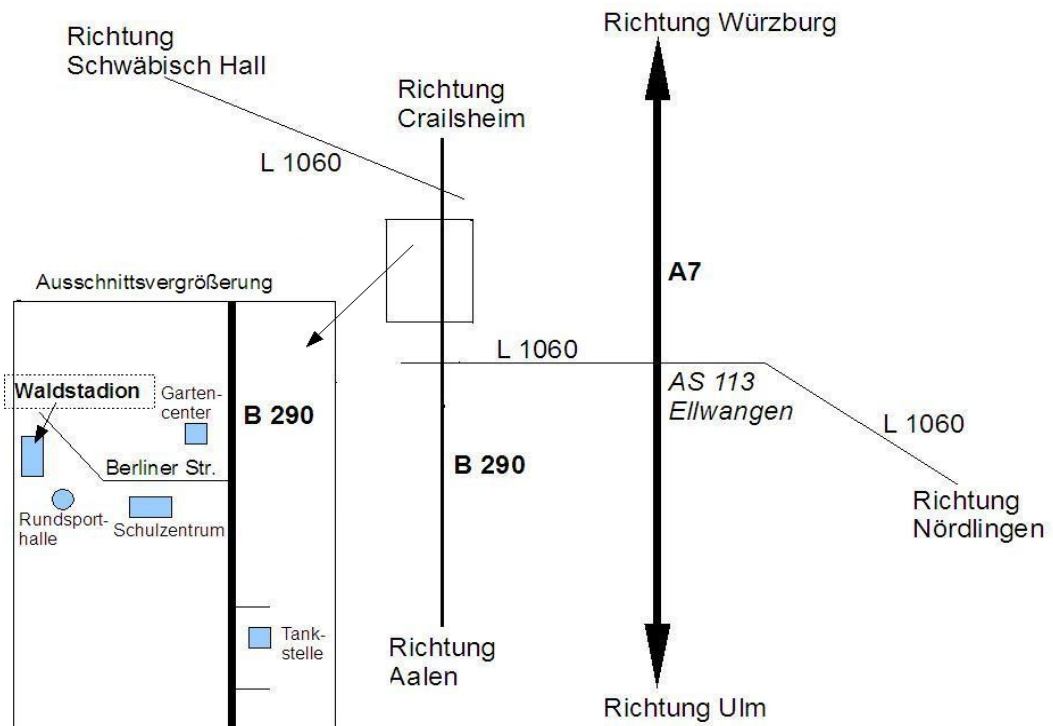 Richtung Würzburg
Richtung
Schwäbisch Hall
Richtung
Crailsheim
L 1060
A7
Ausschnittsvergrößerung
L 1060
AS 113
Ellwangen
Waldstadion
Garten-
center
B 290
L 1060
Berliner Str.
B 290
Richtung
Nördlingen
Rundsport-
halle
Schulzentrum
Tank-
stelle
Richtung
Aalen
Richtung Ulm